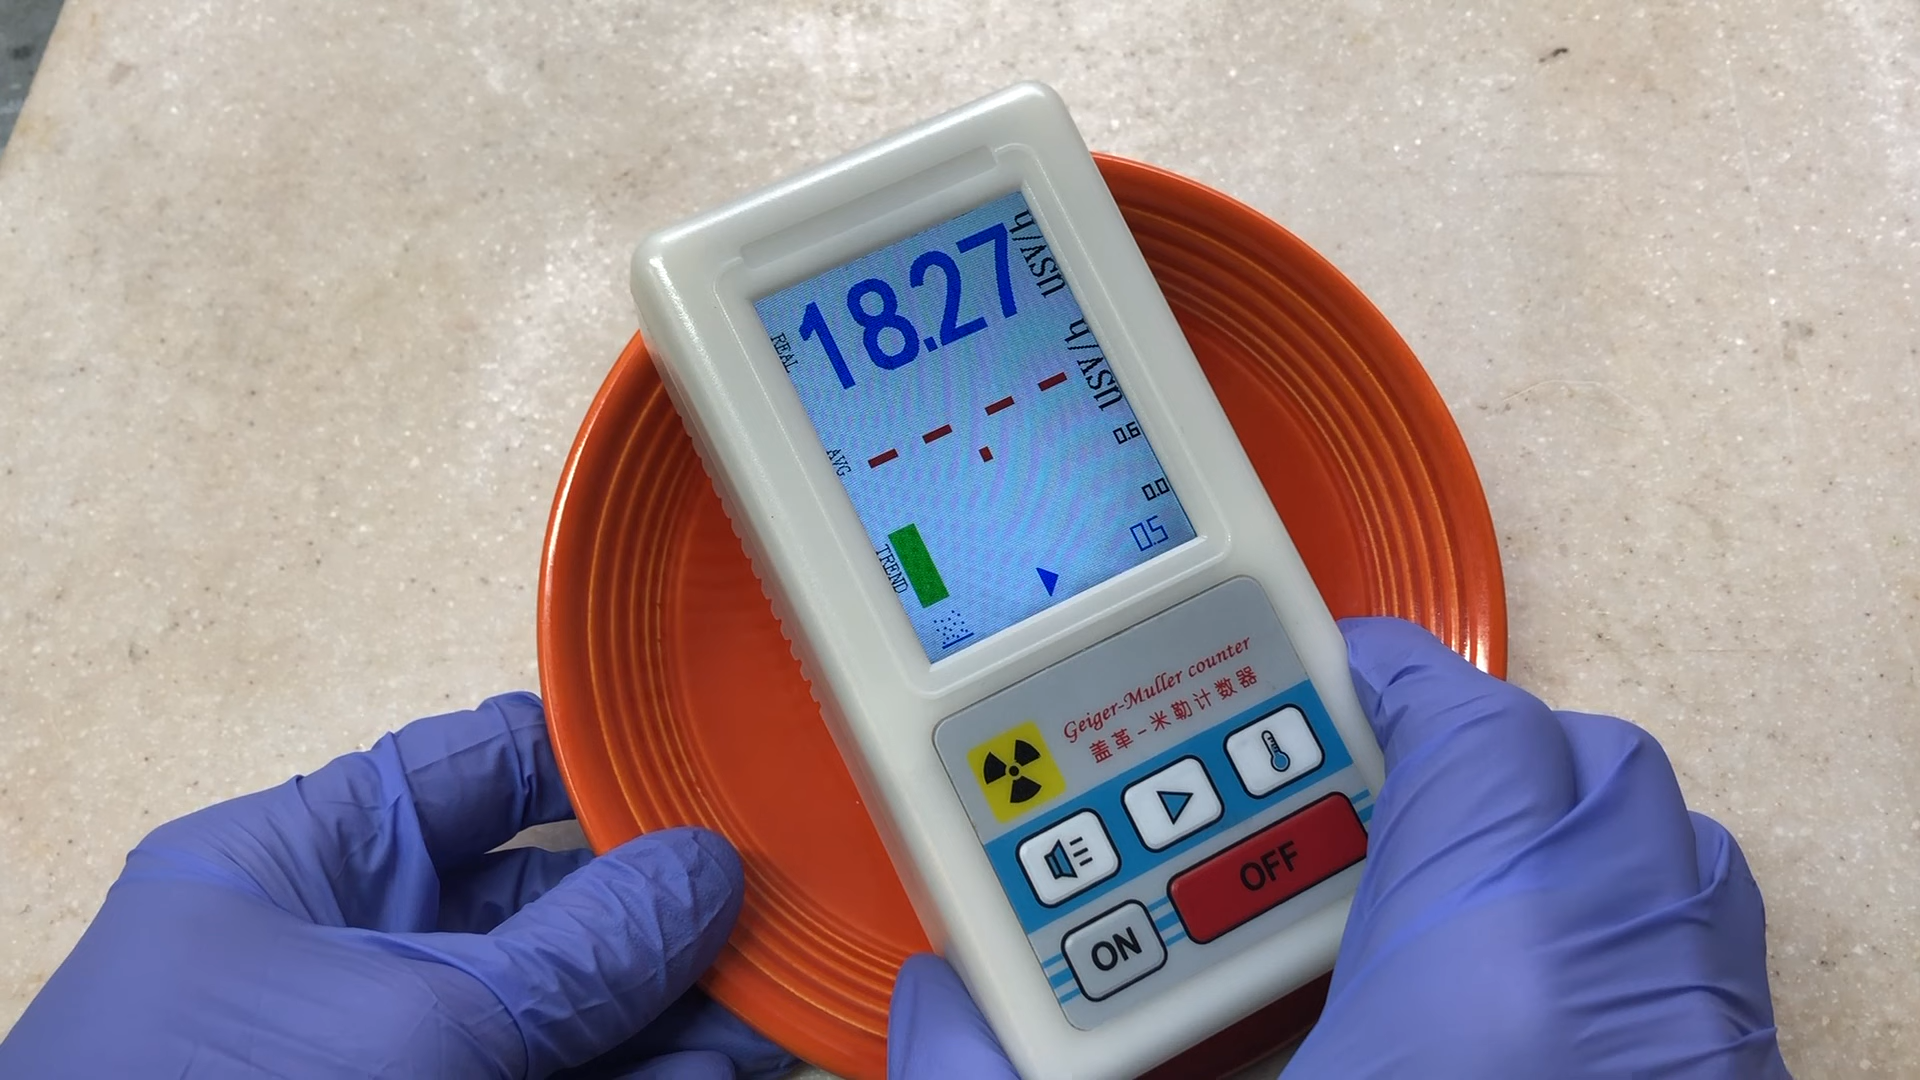 REAL
18.27
uSv/h
AVG
--.--
uSv/h
0.6
0.0
TREND
0.5
Geiger-Muller counter
盖革-米勒计数器
ON
OFF